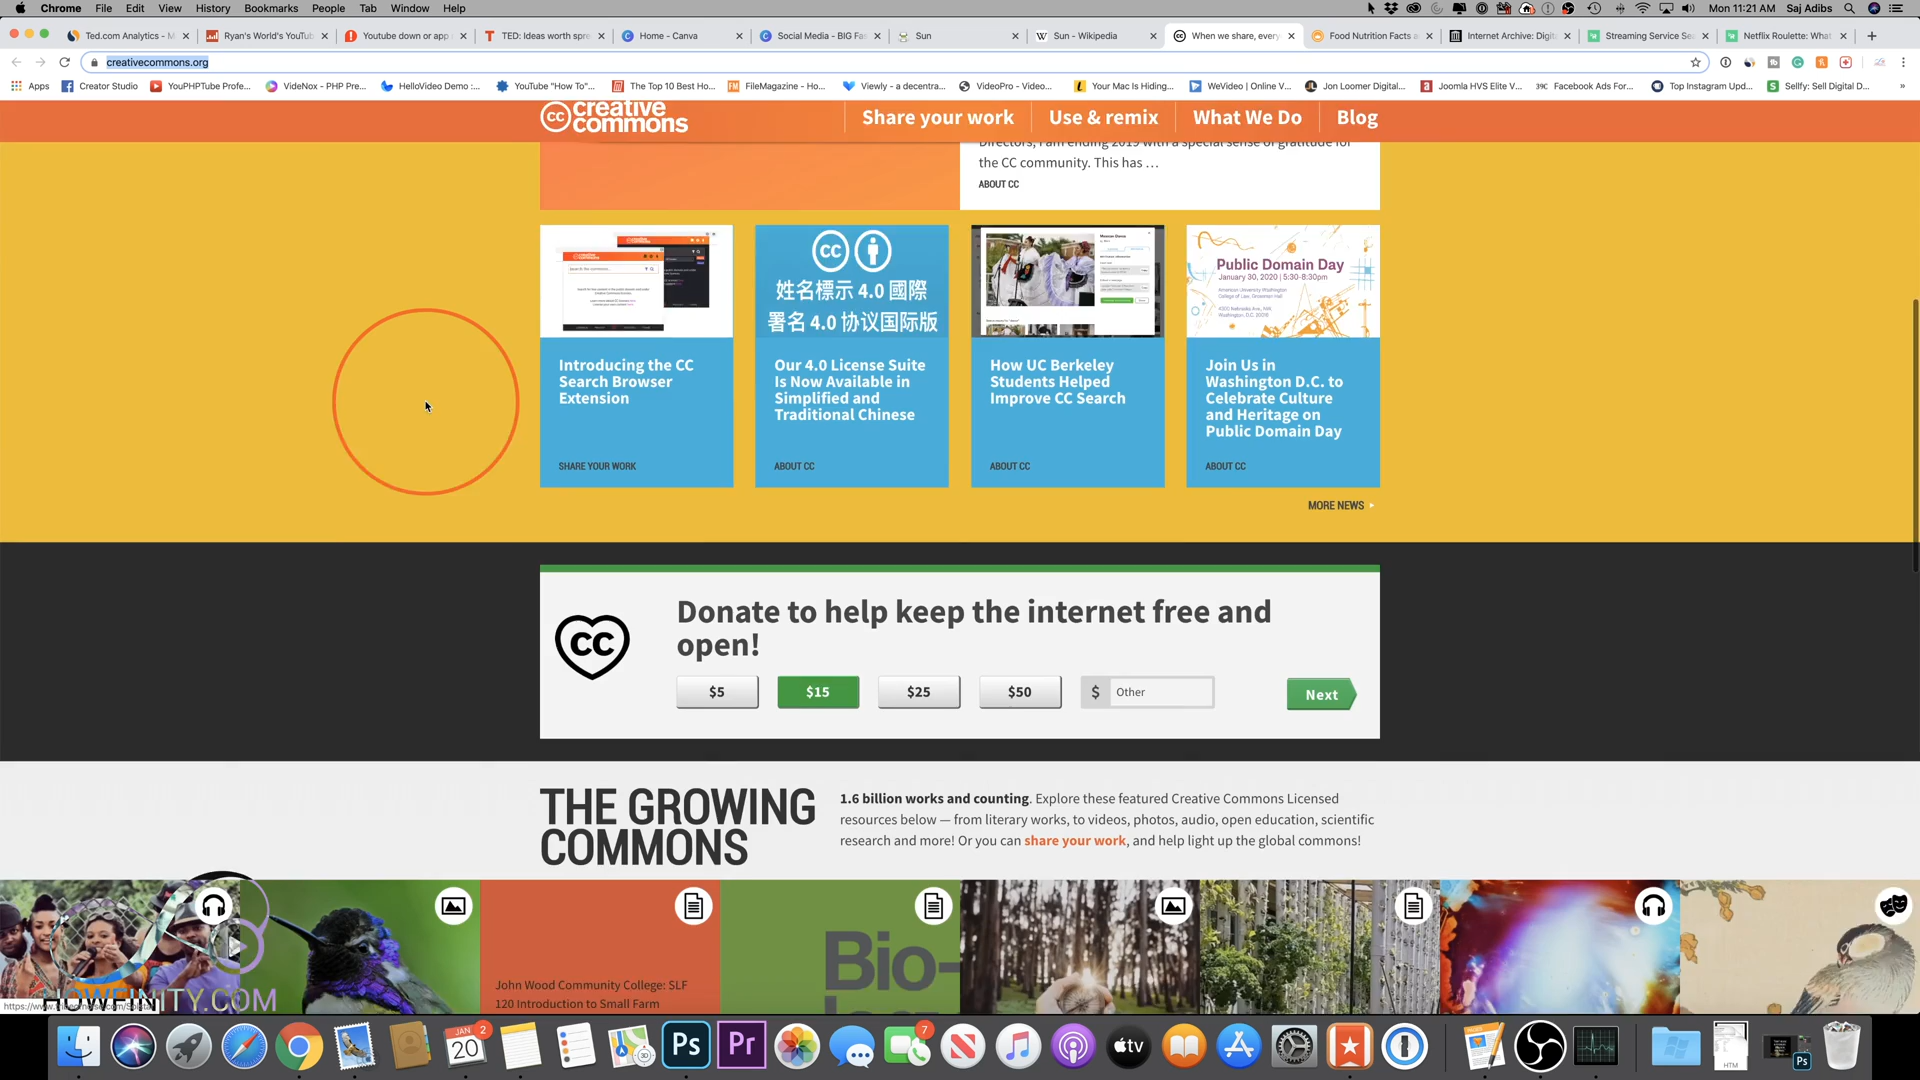 Chrome File Edit View History Bookmarks People Tab Window Help Mon 11:21 AM Saj Adibs
Ted.com Analytics - M Ryan's World's YouTub Youtube down or app TED: Ideas worth spre Home - Canva Social Media - BIG Fa Sun Sun - Wikipedia When we share, every Food Nutrition Facts a Internet Archive: Digit Streaming Service Se Netflix Roulette: What
creativecommons.org
Apps Creator Studio YouPHPTube Profe... VideNox - PHP Pre... HelloVideo Demo :... YouTube "How To"... The Top 10 Best Ho... FileMagazine - Ho... Viewly - a decentra... VideoPro - Video... Your Mac Is Hiding... WeVideo | Online V... Jon Loomer Digital... Joomla HVS Elite V... 39C Facebook Ads For... Top Instagram Upd... Sellfy: Sell Digital D... »
cc creative
commons
Share your work Use & remix What We Do Blog
Directors, I am ending 2019 with a special sense of gratitude for
the CC community. This has …
ABOUT CC
cc
姓名標示 4.0 國際
署名 4.0 协议国际版
Public Domain Day
January 30, 2020 | 5:30-8:30pm
Introducing the CC
Search Browser
Extension
SHARE YOUR WORK
Our 4.0 License Suite
Is Now Available in
Simplified and
Traditional Chinese
ABOUT CC
How UC Berkeley
Students Helped
Improve CC Search
ABOUT CC
Join Us in
Washington D.C. to
Celebrate Culture
and Heritage on
Public Domain Day
ABOUT CC
MORE NEWS
CC
Donate to help keep the internet free and
open!
$5 $15 $25 $50 $ Other Next
THE GROWING
COMMONS
1.6 billion works and counting. Explore these featured Creative Commons Licensed
resources below — from literary works, to videos, photos, audio, open education, scientific
research and more! Or you can share your work, and help light up the global commons!
Bio-
John Wood Community College: SLF
120 Introduction to Small Farm
HOWFINITY.COM
JAN 2
20
Ps Pr 7 tv
HTM Ps